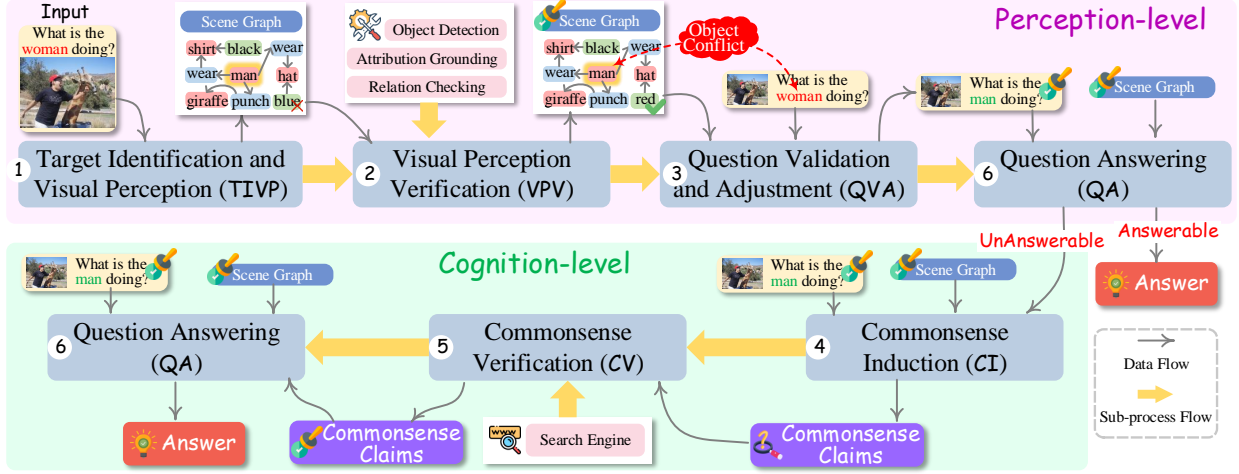 Input
What is the
woman doing?
Scene Graph
shirt
black
wear
wear
man
hat
giraffe
punch
blue
Object Detection
Attribution Grounding
Relation Checking
Scene Graph
shirt
black
wear
wear
man
hat
giraffe
punch
red
Object
Conflict
Perception-level
What is the
woman doing?
What is the
man doing?
Scene Graph
1
Target Identification and
Visual Perception (TIVP)
2
Visual Perception
Verification (VPV)
3
Question Validation
and Adjustment (QVA)
6
Question Answering
(QA)
UnAnswerable
Answerable
Answer
Cognition-level
What is the
man doing?
Scene Graph
What is the
man doing?
Scene Graph
6
Question Answering
(QA)
5
Commonsense
Verification (CV)
4
Commonsense
Induction (CI)
Answer
Commonsense
Claims
www
Search Engine
Commonsense
Claims
Data Flow
Sub-process Flow